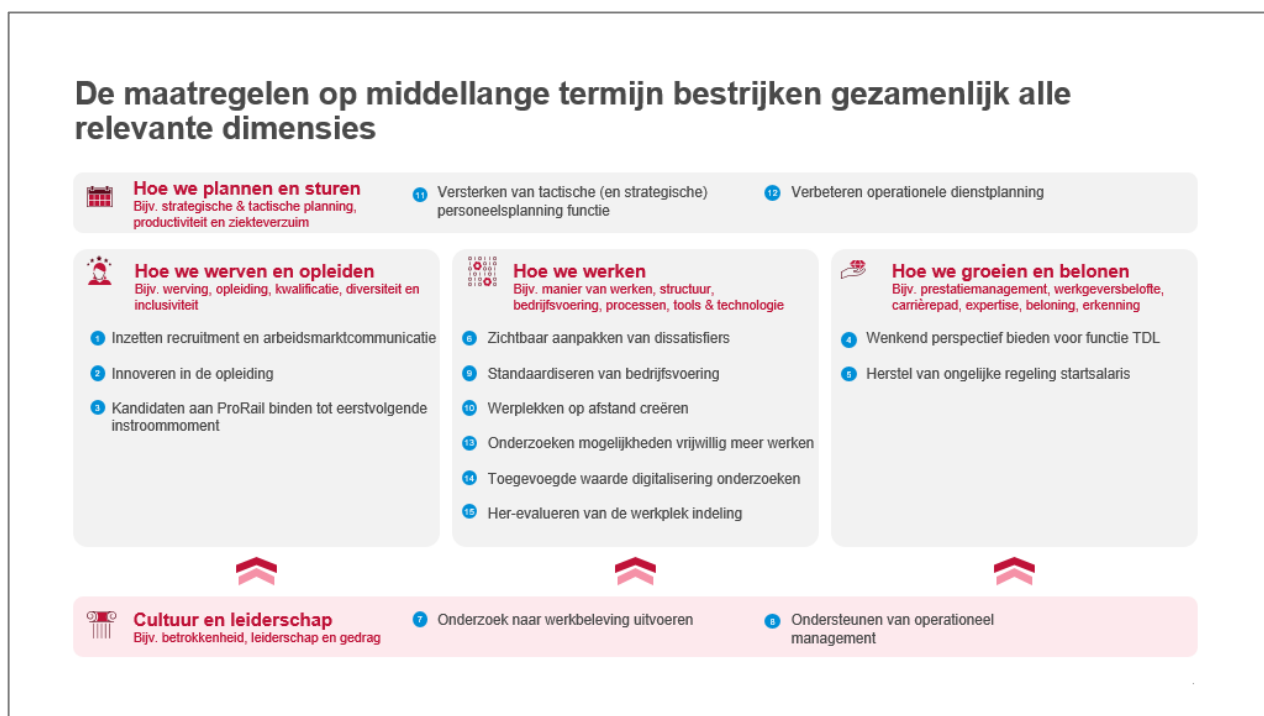 De maatregelen op middellange termijn bestrijken gezamenlijk alle
relevante dimensies
Hoe we plannen en sturen
Bijv. strategische & tactische planning,
productiviteit en ziekteverzuim
11 Versterken van tactische (en strategische)
personeelsplanning functie
12 Verbeteren operationele dienstplanning
Hoe we werven en opleiden
Bijv. werving, opleiding, kwalificatie, diversiteit en
inclusiviteit
1 Inzetten recruitment en arbeidsmarktcommunicatie
2 Innoveren in de opleiding
3 Kandidaten aan ProRail binden tot eerstvolgende
instroommoment
Hoe we werken
Bijv. manier van werken, structuur,
bedrijfsvoering, processen, tools & technologie
6 Zichtbaar aanpakken van dissatisfiers
9 Standaardiseren van bedrijfsvoering
10 Werplekken op afstand creëren
13 Onderzoeken mogelijkheden vrijwillig meer werken
14 Toegevoegde waarde digitalisering onderzoeken
15 Her-evalueren van de werkplek indeling
Hoe we groeien en belonen
Bijv. prestatiemanagement, werkgeversbelofte,
carrièrepad, expertise, beloning, erkenning
4 Wenkend perspectief bieden voor functie TDL
5 Herstel van ongelijke regeling startsalaris
Cultuur en leiderschap
Bijv. betrokkenheid, leiderschap en gedrag
7 Onderzoek naar werkbeleving uitvoeren
8 Ondersteunen van operationeel
management